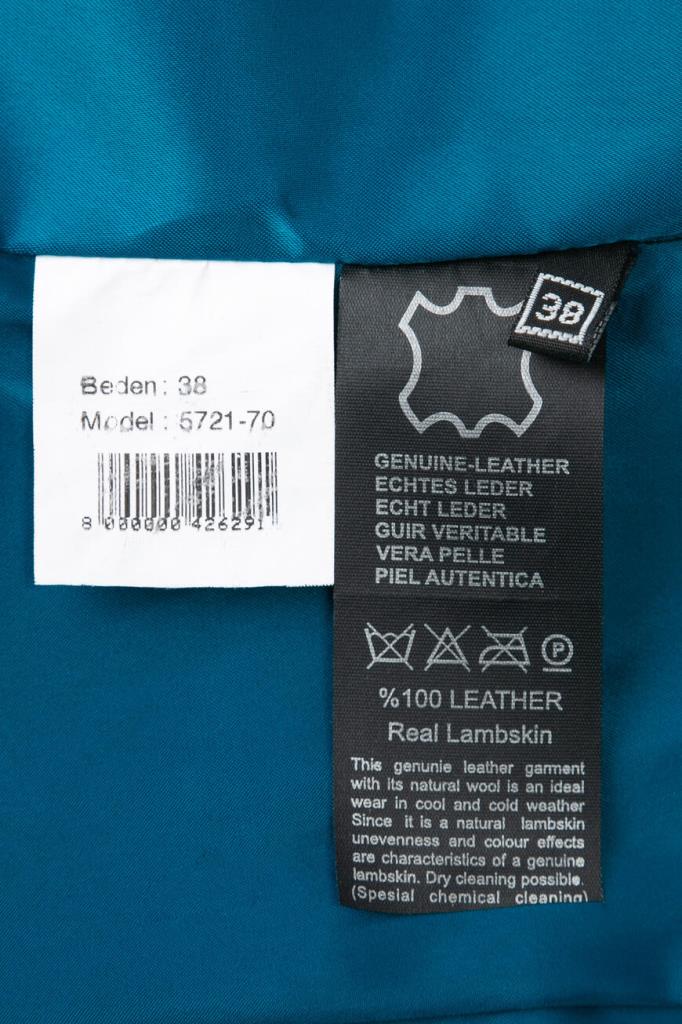 Beden: 38
Model : 5721-70
8 000000 426291
38
GENUINE-LEATHER
ECHTES LEDER
ECHT LEDER
GUIR VERITABLE
VERA PELLE
PIEL AUTENTICA
P
%100 LEATHER
Real Lambskin
This genunie leather garment
with its natural wool is an ideal
wear in cool and cold weather
Since it is a natural lambskin
unevenness and colour effects
are characteristics of a genuine
lambskin. Dry cleaning possible.
(Spesial chemical cleaning)